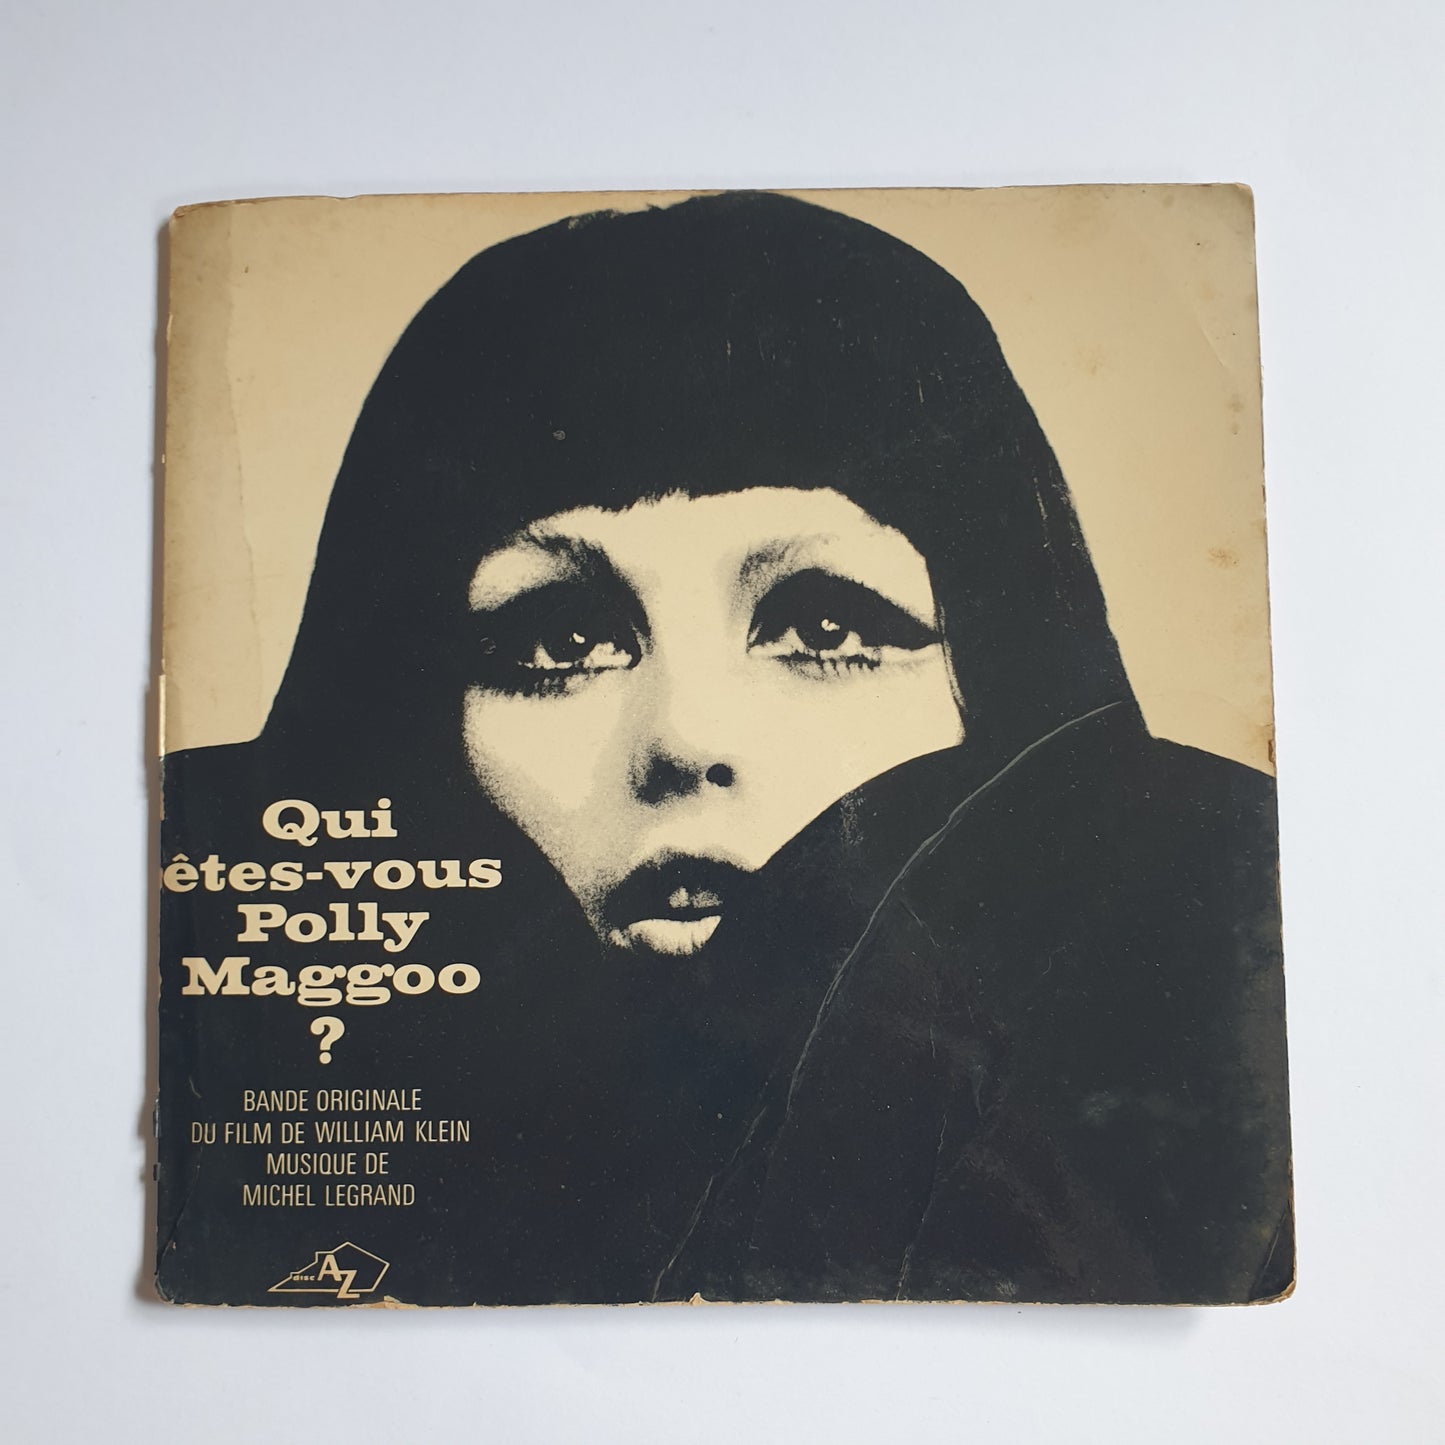 Qui
êtes-vous
Polly
Maggoo
?
BANDE ORIGINALE
DU FILM DE WILLIAM KLEIN
MUSIQUE DE
MICHEL LEGRAND
disc AZ